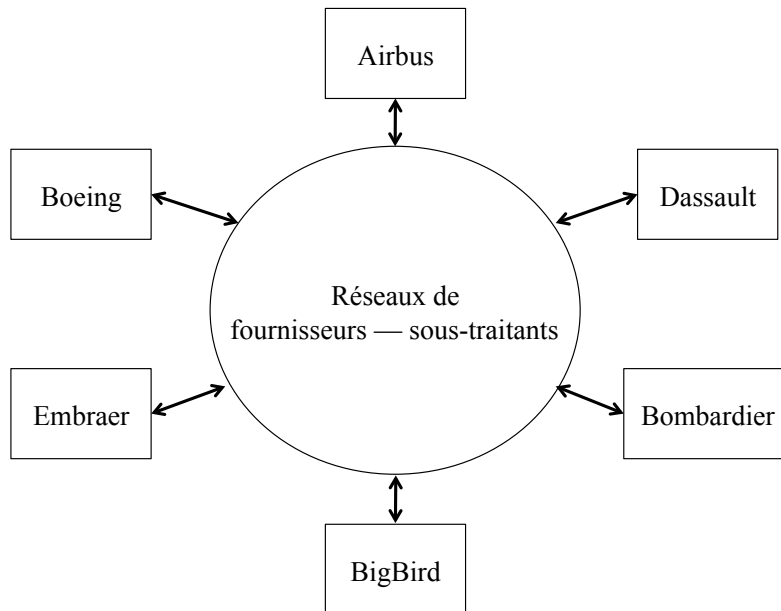 Airbus
Boeing
Dassault
Réseaux de
fournisseurs — sous-traitants
Embraer
Bombardier
BigBird